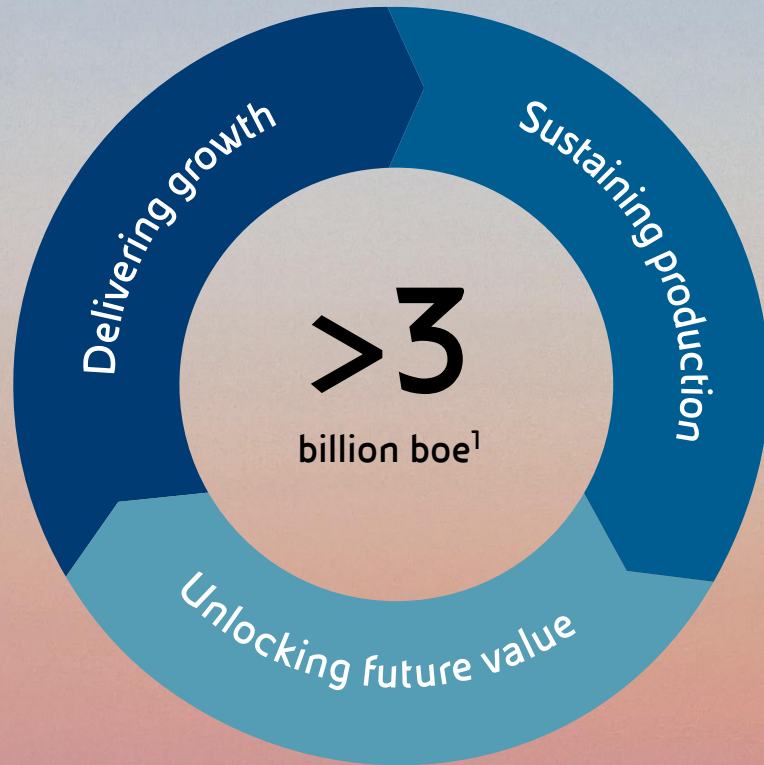 Delivering growth
Sustaining production
>3
billion boe¹
Unlocking future value